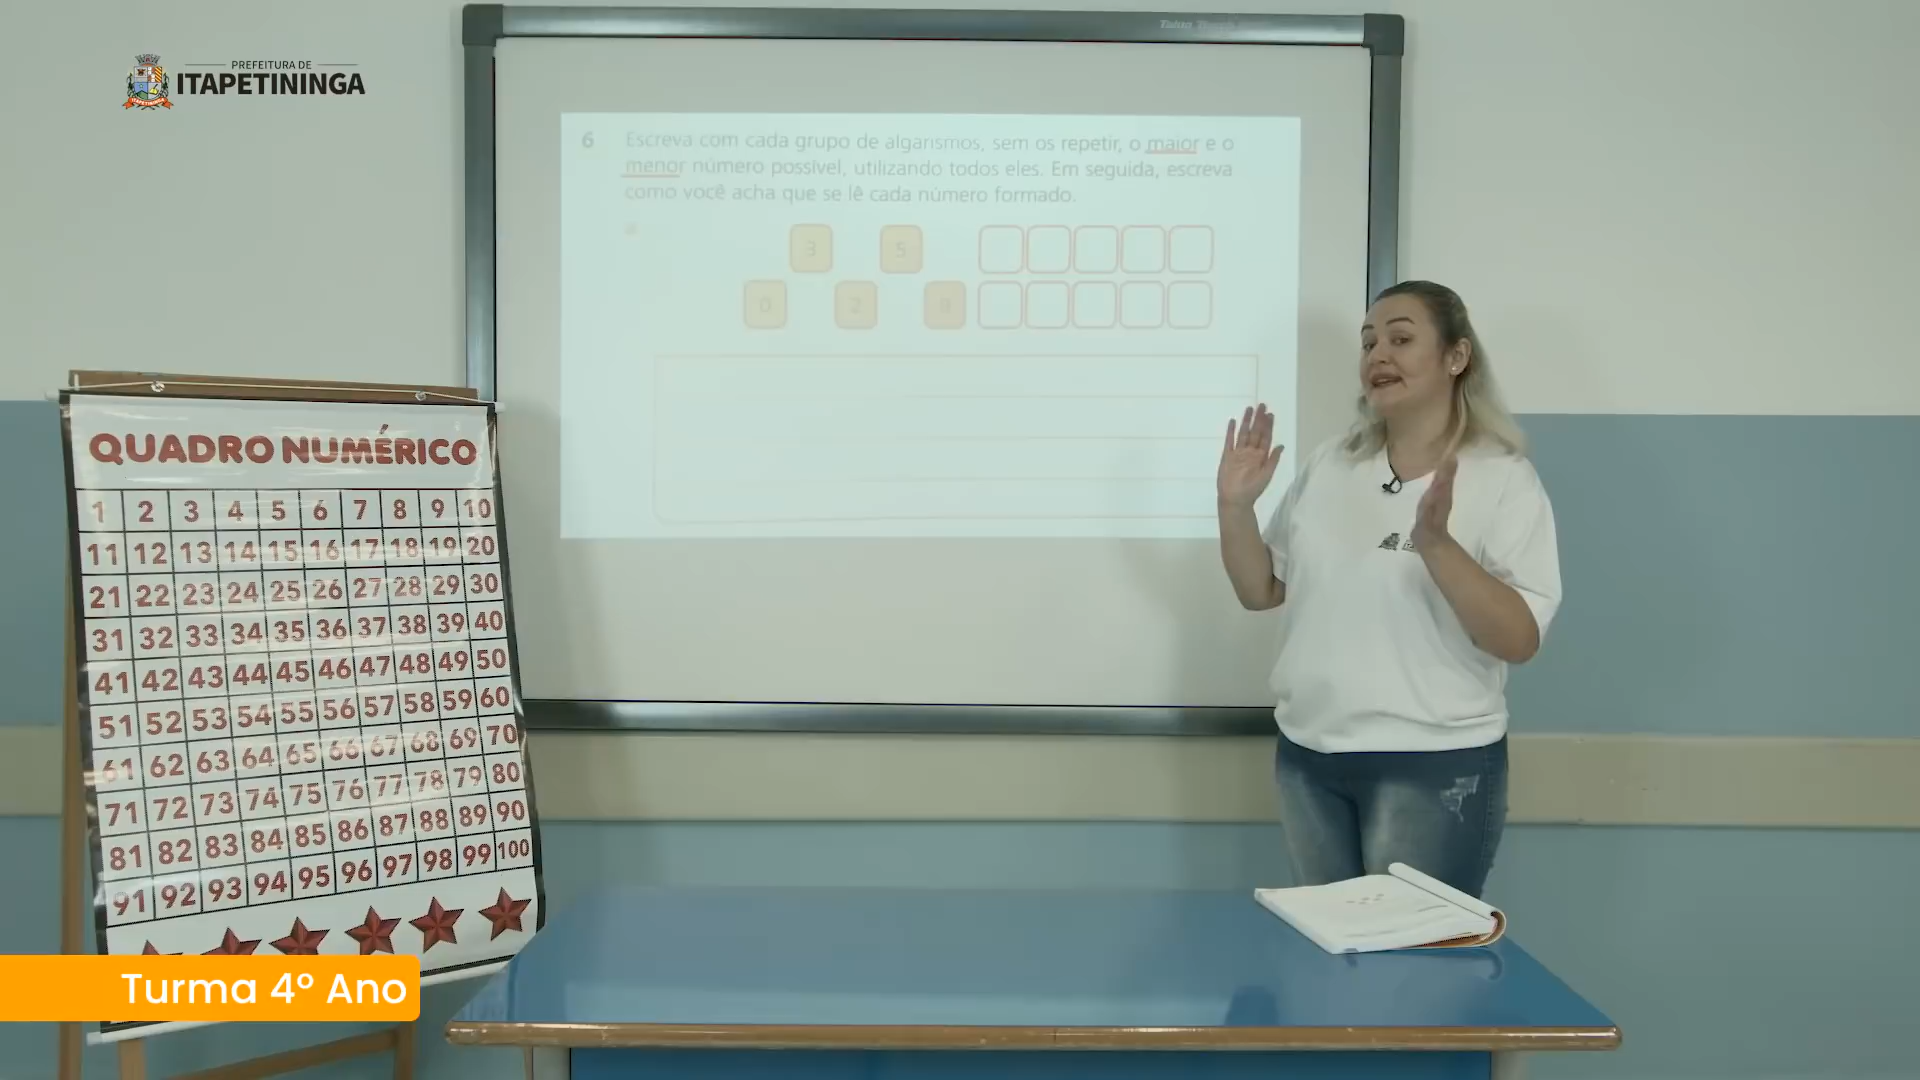 PREFEITURA DE
ITAPETININGA
6 Escreva com cada grupo de algarismos, sem os repetir, o maior e o
menor número possível, utilizando todos eles. Em seguida, escreva
como você acha que se lê cada número formado.
3 5
0 2
QUADRO NUMÉRICO
1 2 3 4 5 6 7 8 9 10
11 12 13 14 15 16 17 18 19 20
21 22 23 24 25 26 27 28 29 30
31 32 33 34 35 36 37 38 39 40
41 42 43 44 45 46 47 48 49 50
51 52 53 54 55 56 57 58 59 60
61 62 63 64 65 66 67 68 69 70
71 72 73 74 75 76 77 78 79 80
81 82 83 84 85 86 87 88 89 90
91 92 93 94 95 96 97 98 99 100
Turma 4º Ano